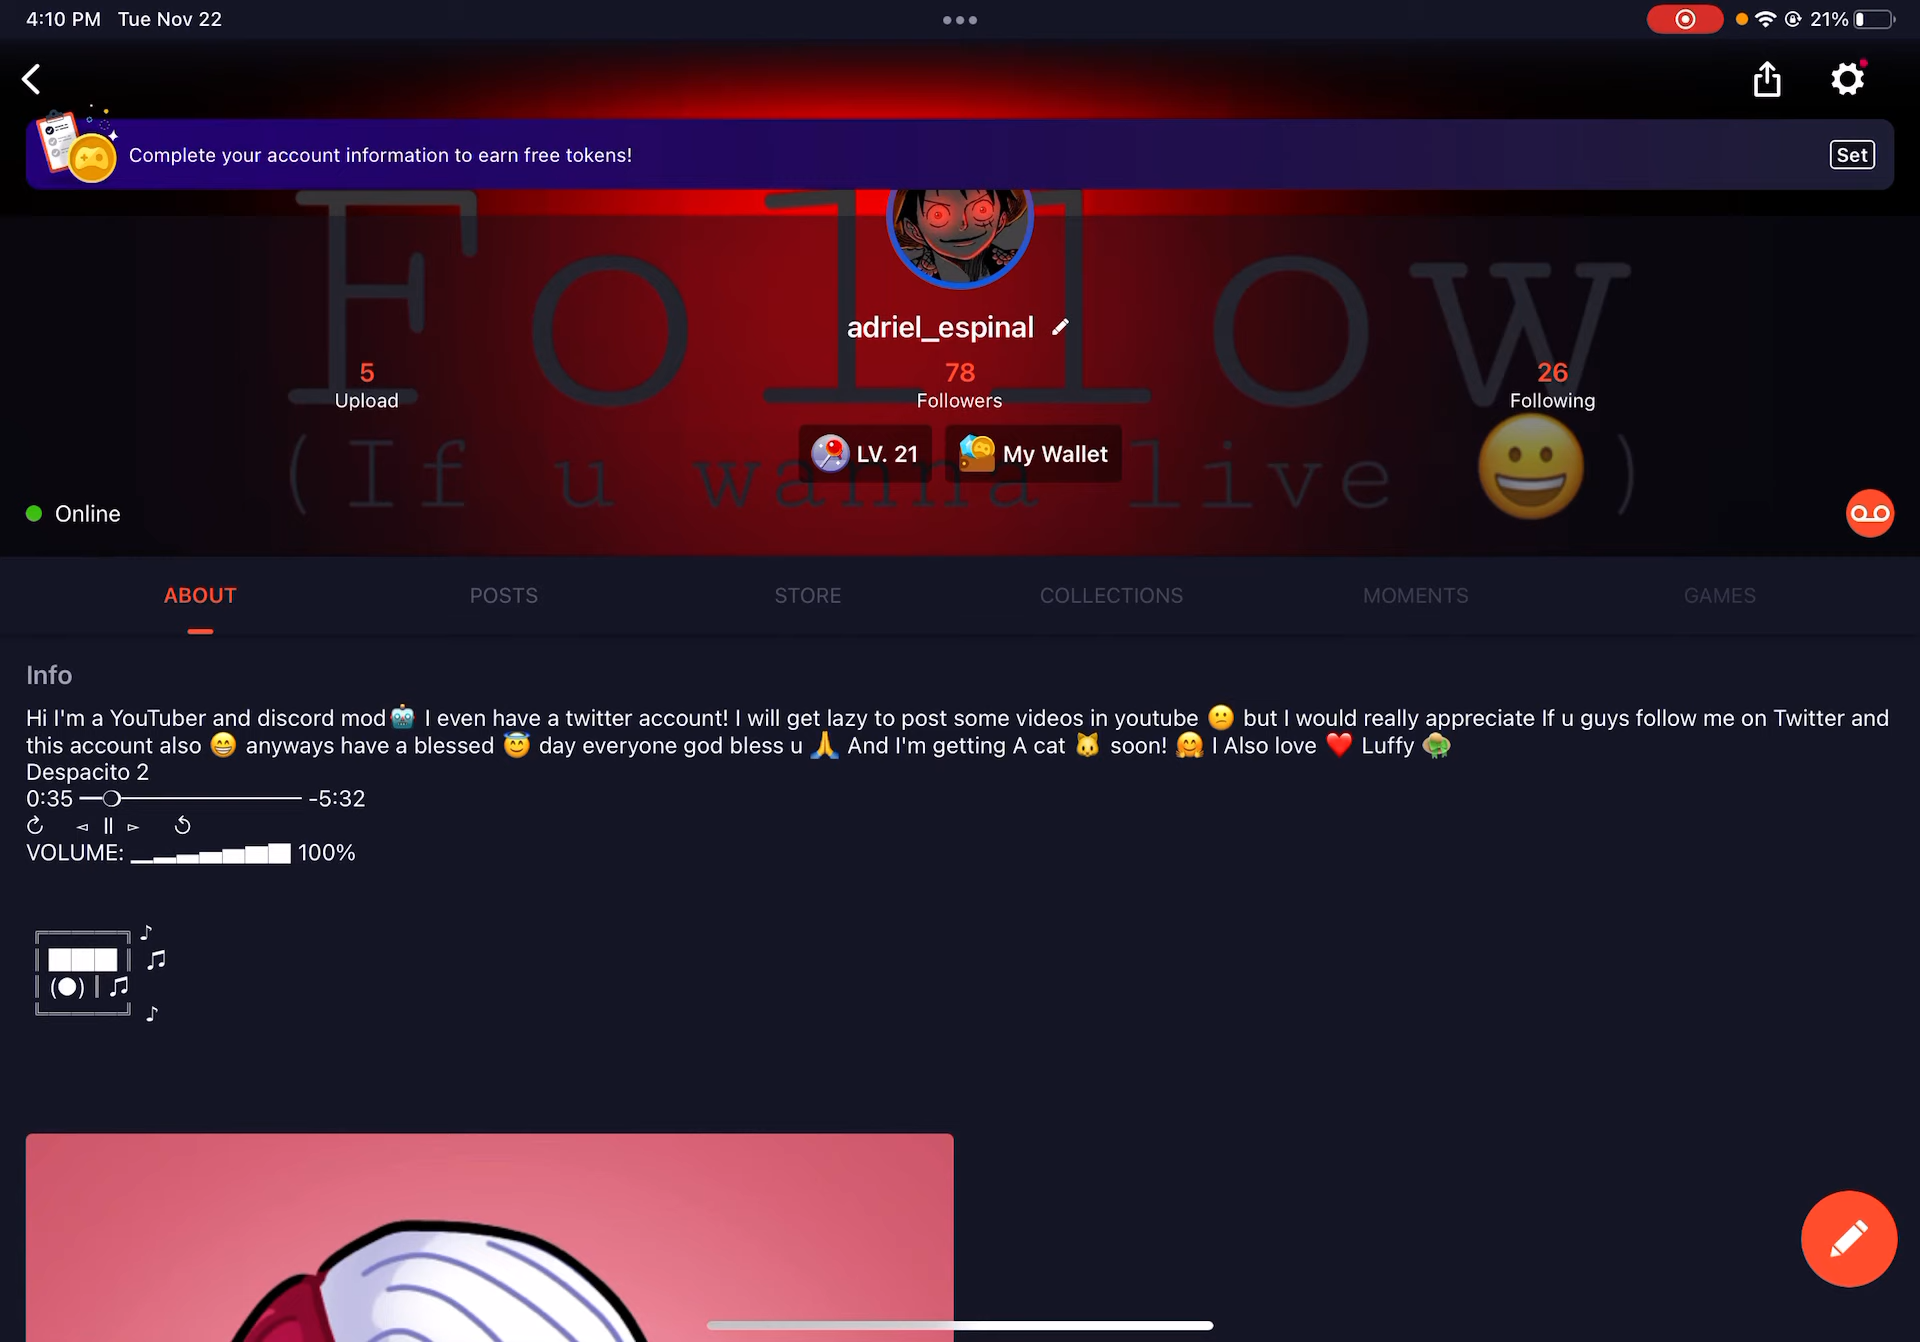 4:10 PM Tue Nov 22
21%
Complete your account information to earn free tokens!
Set
Follow
adriel_espinal
5
78
26
Upload
Followers
Following
LV. 21
My Wallet
(If u wanna live 😀)
Online
ABOUT
POSTS
STORE
COLLECTIONS
MOMENTS
GAMES
Info
Hi I'm a YouTuber and discord mod🤖 I even have a twitter account! I will get lazy to post some videos in youtube 😕 but I would really appreciate If u guys follow me on Twitter and
this account also 😁 anyways have a blessed 😇 day everyone god bless u 🙏 And I'm getting A cat 🐱 soon! 🤗 I Also love ❤️ Luffy
Despacito 2
0:35 -5:32
VOLUME: ▁▂▃▄▅▆▇ 100%